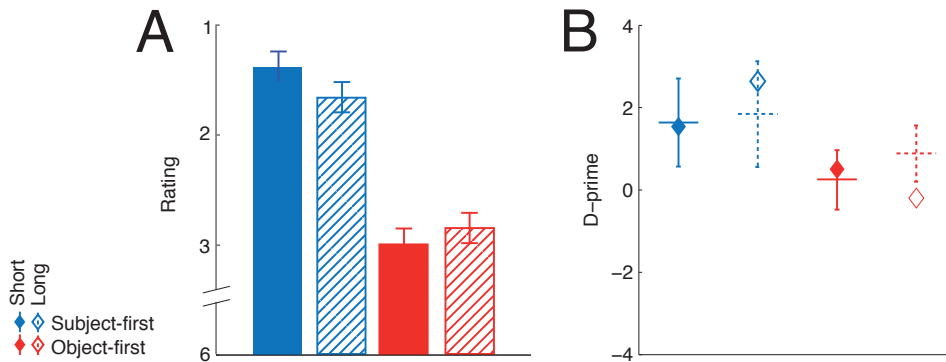 A
1
2
3
6
Rating
Short
Long
Subject-first
Object-first
B
4
2
0
−2
−4
D-prime